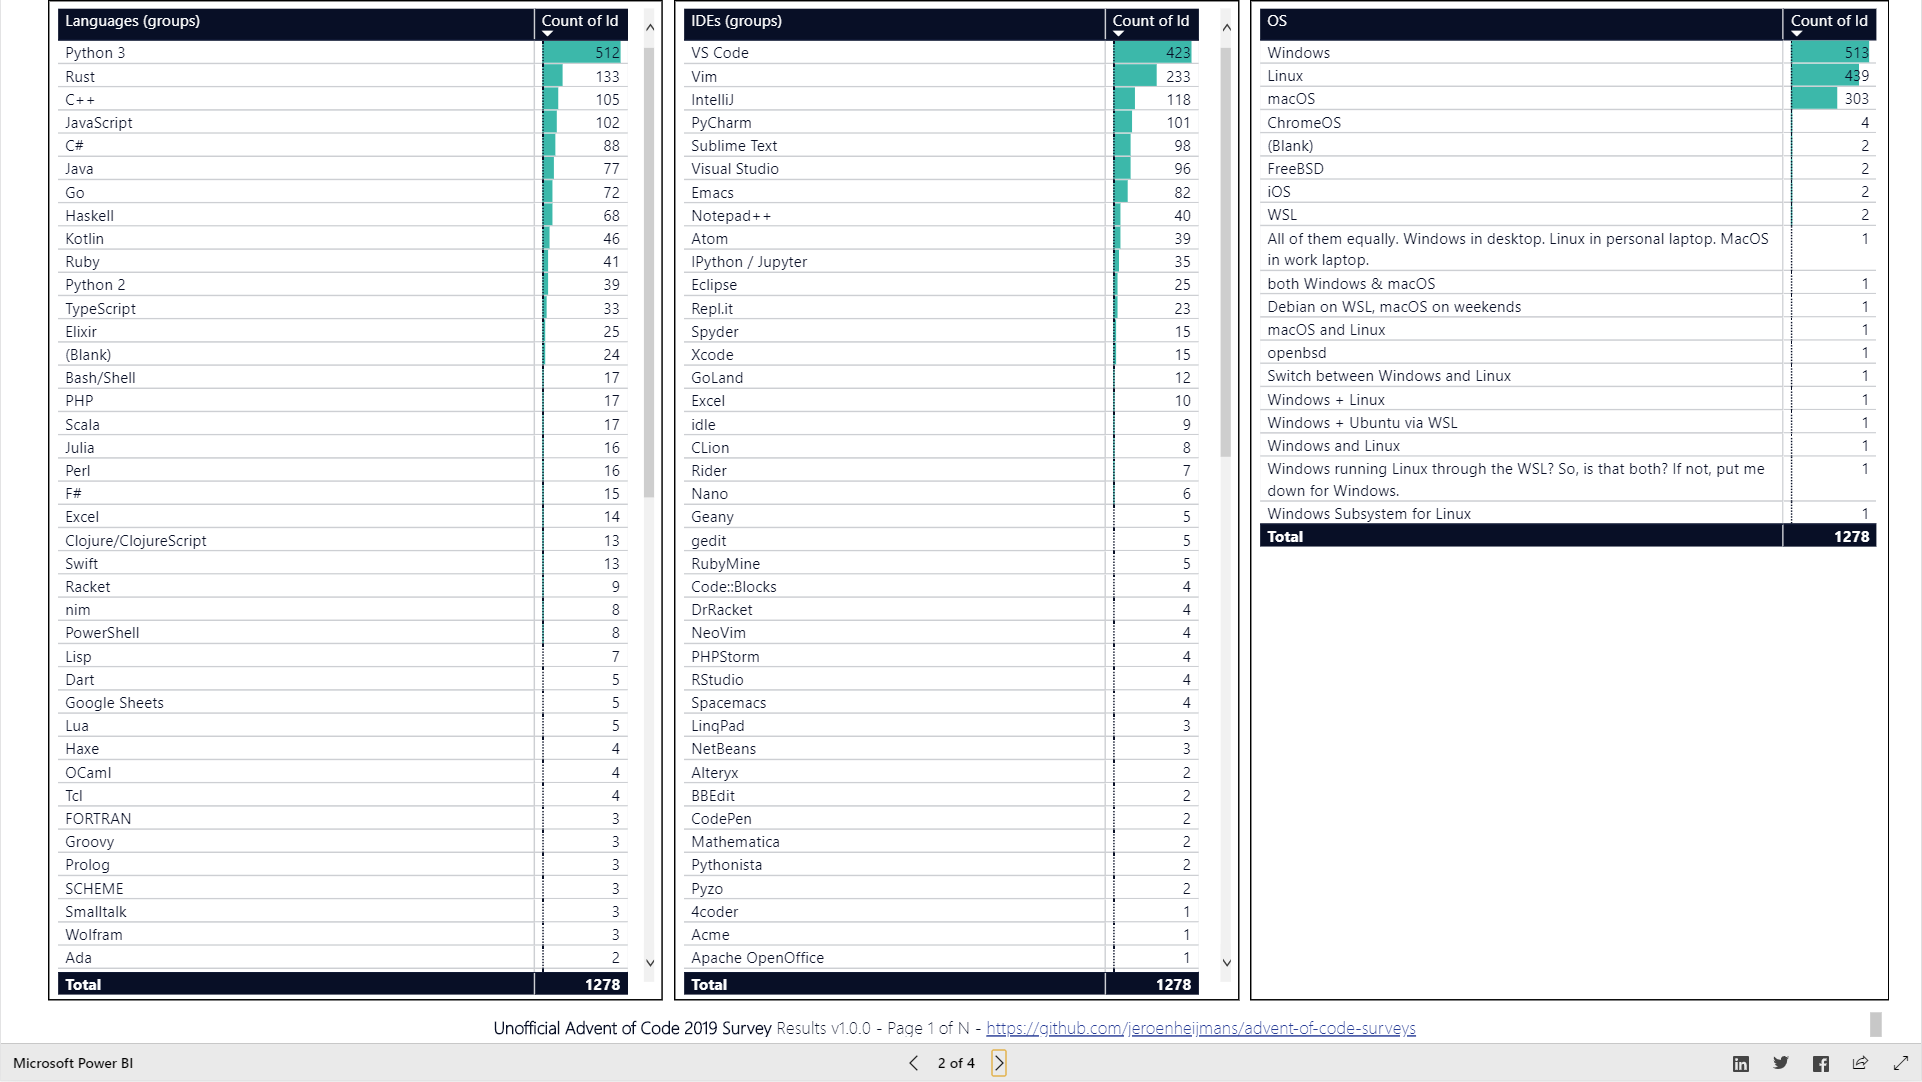 Languages (groups) Count of Id
Python 3 512
Rust 133
C++ 105
JavaScript 102
C# 88
Java 77
Go 72
Haskell 68
Kotlin 46
Ruby 41
Python 2 39
TypeScript 33
Elixir 25
(Blank) 24
Bash/Shell 17
PHP 17
Scala 17
Julia 16
Perl 16
F# 15
Excel 14
Clojure/ClojureScript 13
Swift 13
Racket 9
nim 8
PowerShell 8
Lisp 7
Dart 5
Google Sheets 5
Lua 5
Haxe 4
OCaml 4
Tcl 4
FORTRAN 3
Groovy 3
Prolog 3
SCHEME 3
Smalltalk 3
Wolfram 3
Ada 2
Total 1278
IDEs (groups) Count of Id
VS Code 423
Vim 233
IntelliJ 118
PyCharm 101
Sublime Text 98
Visual Studio 96
Emacs 82
Notepad++ 40
Atom 39
IPython / Jupyter 35
Eclipse 25
Repl.it 23
Spyder 15
Xcode 15
GoLand 12
Excel 10
idle 9
CLion 8
Rider 7
Nano 6
Geany 5
gedit 5
RubyMine 5
Code::Blocks 4
DrRacket 4
NeoVim 4
PHPStorm 4
RStudio 4
Spacemacs 4
LinqPad 3
NetBeans 3
Alteryx 2
BBEdit 2
CodePen 2
Mathematica 2
Pythonista 2
Pyzo 2
4coder 1
Acme 1
Apache OpenOffice 1
Total 1278
OS Count of Id
Windows 513
Linux 439
macOS 303
ChromeOS 4
(Blank) 2
FreeBSD 2
iOS 2
WSL 2
All of them equally. Windows in desktop. Linux in personal laptop. MacOS 1
in work laptop.
both Windows & macOS 1
Debian on WSL, macOS on weekends 1
macOS and Linux 1
openbsd 1
Switch between Windows and Linux 1
Windows + Linux 1
Windows + Ubuntu via WSL 1
Windows and Linux 1
Windows running Linux through the WSL? So, is that both? If not, put me 1
down for Windows.
Windows Subsystem for Linux 1
Total 1278
Unofficial Advent of Code 2019 Survey Results v1.0.0 - Page 1 of N - https://github.com/jeroenheijmans/advent-of-code-surveys
Microsoft Power BI
2 of 4